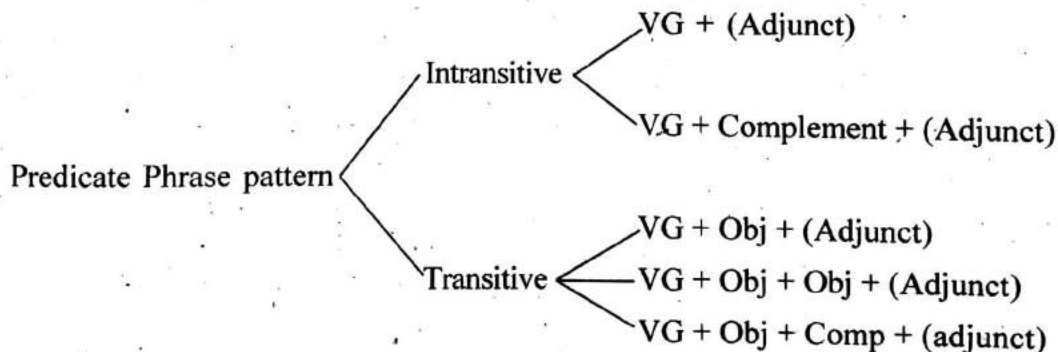 VG + (Adjunct)
Intransitive
VG + Complement + (Adjunct)
Predicate Phrase pattern
VG + Obj + (Adjunct)
Transitive
VG + Obj + Obj + (Adjunct)
VG + Obj + Comp + (adjunct)